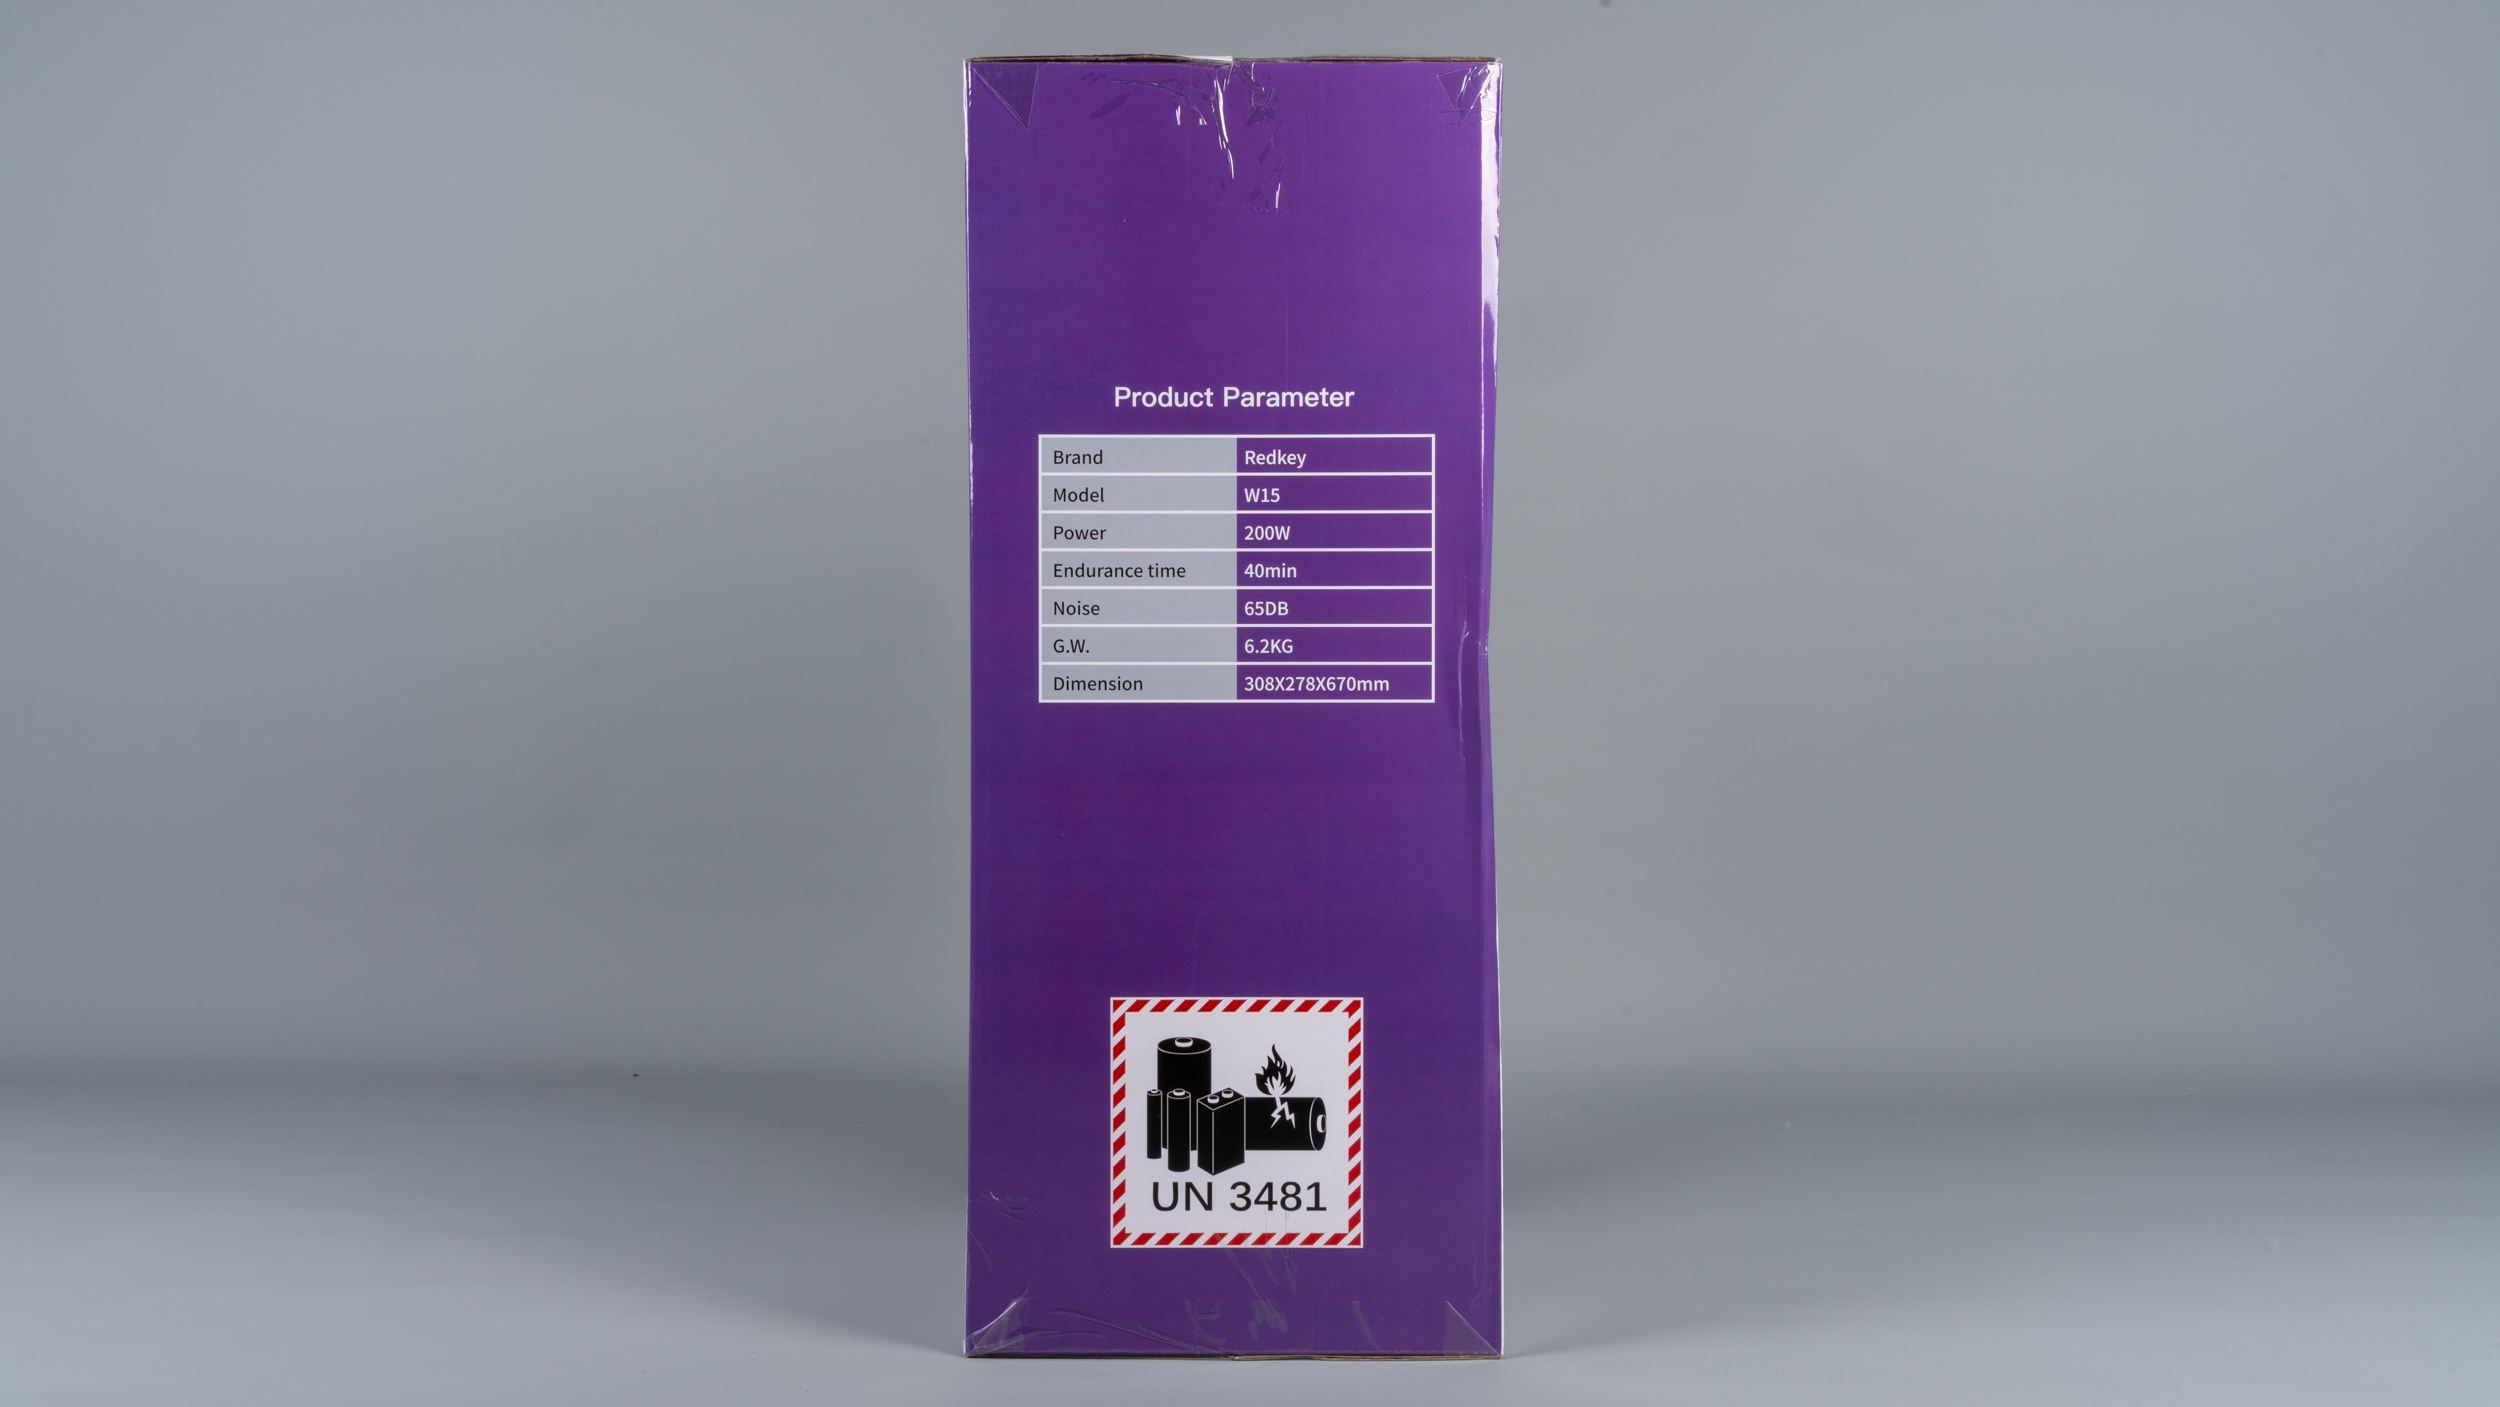 Product Parameter
Brand Redkey
Model W15
Power 200W
Endurance time 40min
Noise 65DB
G.W. 6.2KG
Dimension 308X278X670mm
UN 3481